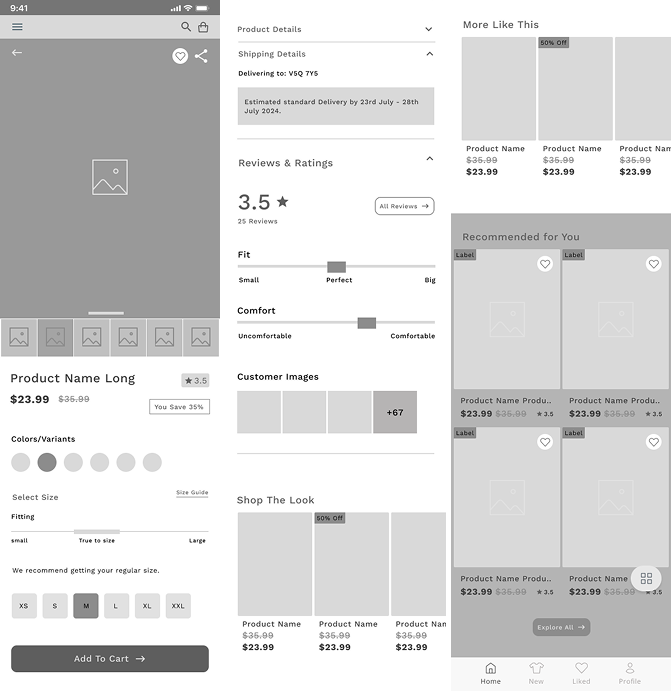 9:41
Product Name Long
3.5
$23.99 $35.99
You Save 35%
Colors/Variants
Select Size
Size Guide
Fitting
small True to size Large
We recommend getting your regular size.
XS S M L XL XXL
Add To Cart
Product Details
Shipping Details
Delivering to: V5Q 7Y5
Estimated standard Delivery by 23rd July - 28th
July 2024.
Reviews & Ratings
3.5
All Reviews
25 Reviews
Fit
Small Perfect Big
Comfort
Uncomfortable Comfortable
Customer Images
+67
Shop The Look
50% Off
Product Name Product Name Product Name
$35.99 $35.99 $35.99
$23.99 $23.99 $23.99
More Like This
50% Off
Product Name Product Name Product Name
$35.99 $35.99 $35.99
$23.99 $23.99 $23.99
Recommended for You
Label Label
Product Name Produ.. Product Name Produ..
$23.99 $35.99 3.5 $23.99 $35.99 3.5
Label Label
Product Name Produ.. Product Name Produ..
$23.99 $35.99 3.5 $23.99 $35.99 3.5
Explore All
Home New Liked Profile